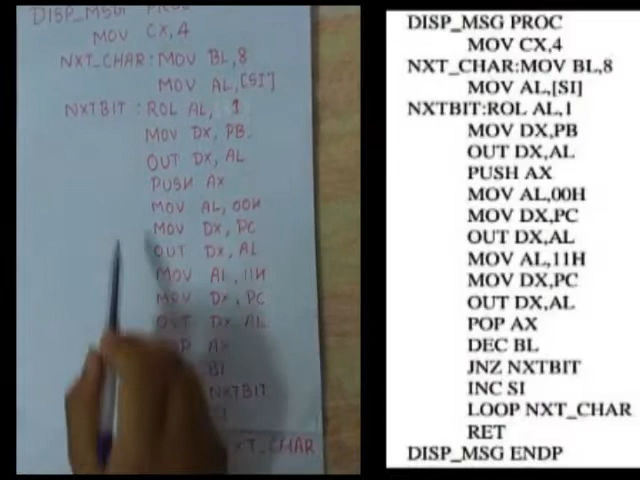 DISP_MSG PROC
MOV CX,4
NXT_CHAR:MOV BL,8
MOV AL,[SI]
NXTBIT :ROL AL, 1
MOV DX, PB.
OUT DX, AL
PUSH AX
MOV AL, 00H
MOV DX, PC
OUT DX, AL
MOV AL, 11H
MOV DX, PC
OUT DX, AL
AX
NXTBIT
XT_CHAR
DISP_MSG PROC
MOV CX,4
NXT_CHAR:MOV BL,8
MOV AL,[SI]
NXTBIT:ROL AL,1
MOV DX,PB
OUT DX,AL
PUSH AX
MOV AL,00H
MOV DX,PC
OUT DX,AL
MOV AL,11H
MOV DX,PC
OUT DX,AL
POP AX
DEC BL
JNZ NXTBIT
INC SI
LOOP NXT_CHAR
RET
DISP_MSG ENDP